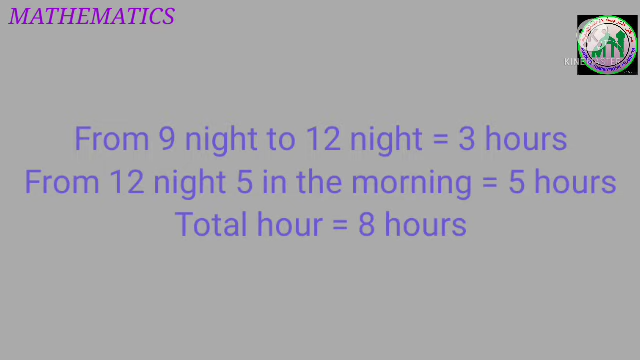 MATHEMATICS
From 9 night to 12 night = 3 hours
From 12 night 5 in the morning = 5 hours
Total hour = 8 hours